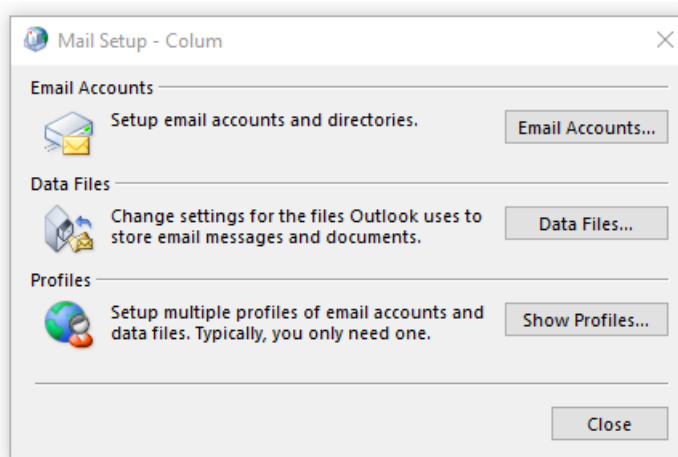 Mail Setup - Colum
Email Accounts
Setup email accounts and directories.
Email Accounts...
Data Files
Change settings for the files Outlook uses to
store email messages and documents.
Data Files...
Profiles
Setup multiple profiles of email accounts and
data files. Typically, you only need one.
Show Profiles...
Close